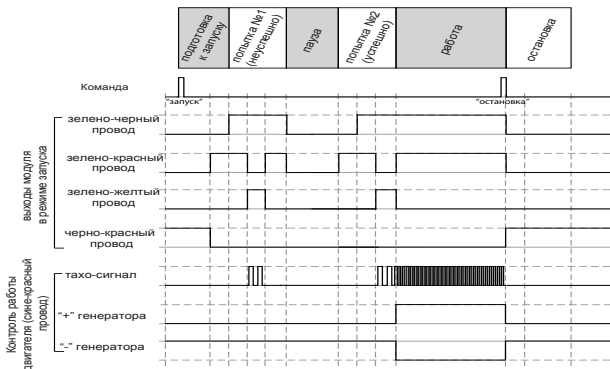 подготовка
к запуску
попытка №1
(неуспешно)
пауза
попытка №2
(успешно)
работа
остановка
Команда
"запуск"
"остановка"
зелено-черный
провод
зелено-красный
провод
зелено-желтый
провод
черно-красный
провод
выходы модуля
в режиме запуска
тахо-сигнал
"+" генератора
"-" генератора
Контроль работы
двигателя (сине-красный
провод)